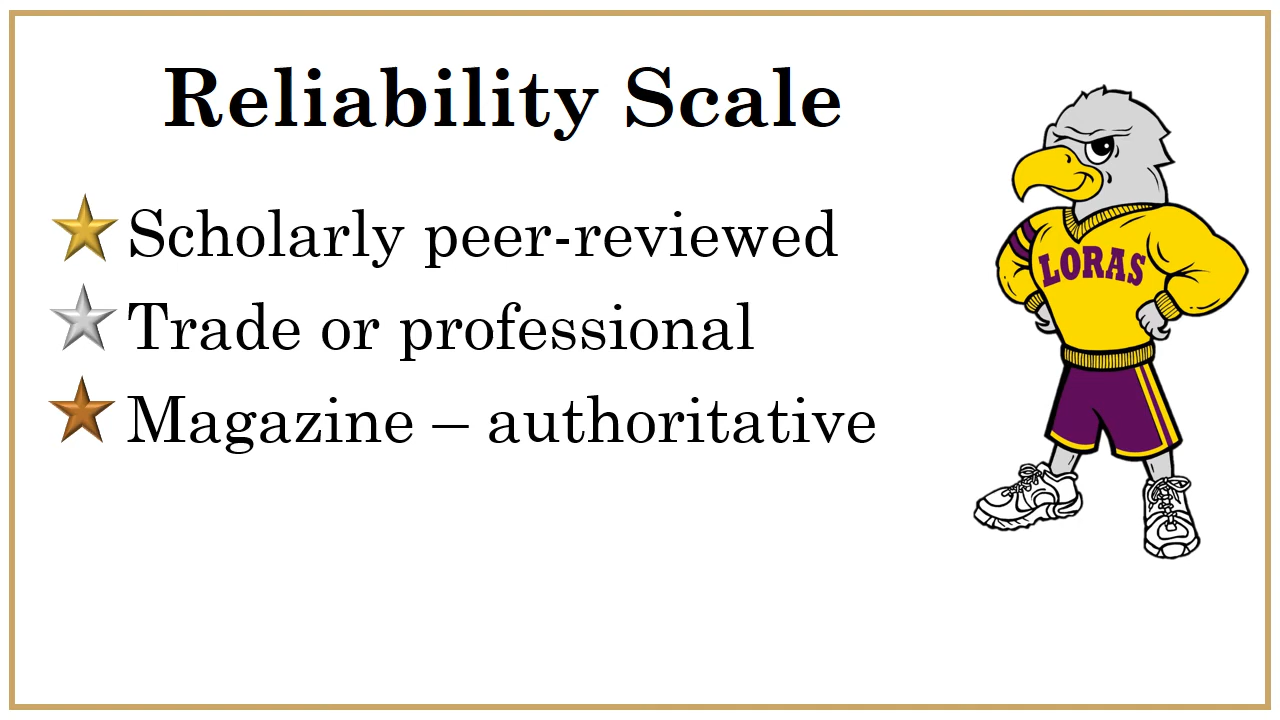 Reliability Scale
Scholarly peer-reviewed
Trade or professional
Magazine – authoritative
LORAS